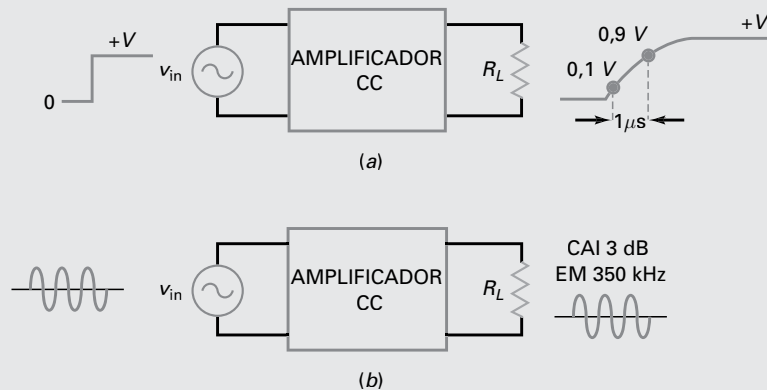 +V
0
v_in
AMPLIFICADOR
CC
R_L
0,1 V
0,9 V
+V
1μs
(a)
v_in
AMPLIFICADOR
CC
R_L
CAI 3 dB
EM 350 kHz
(b)